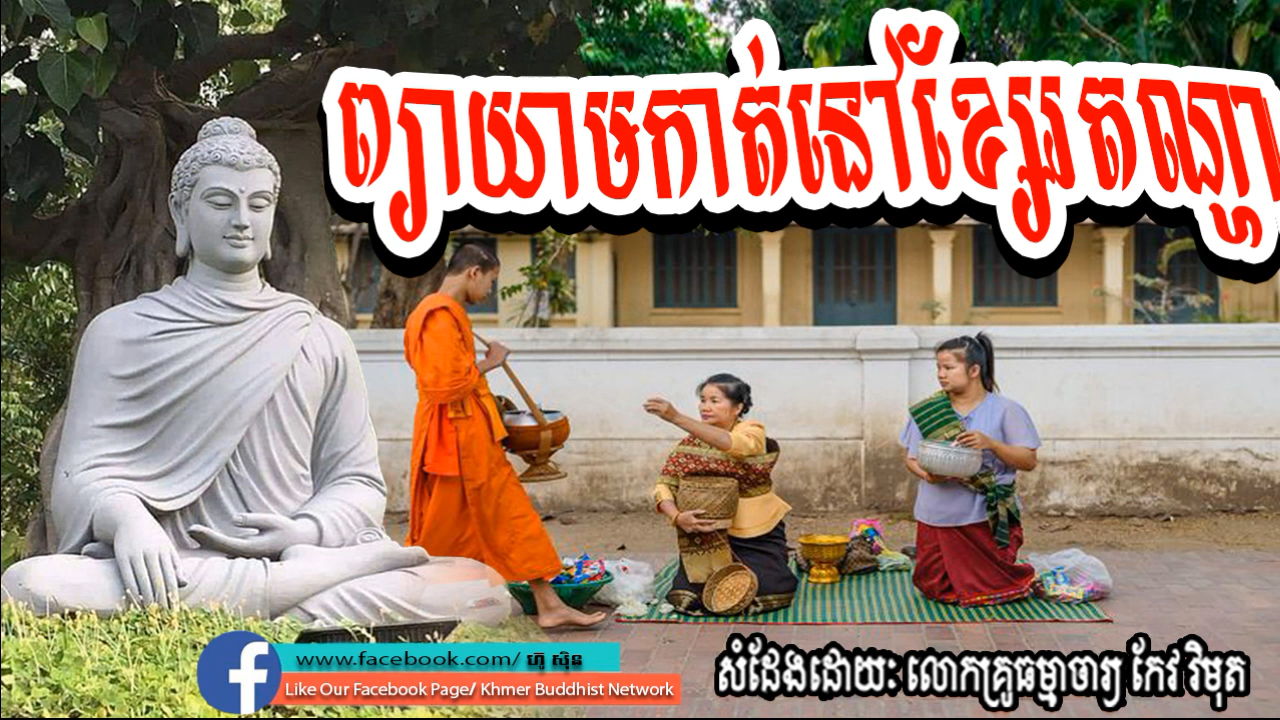 ព្យាយាមកាត់នៅខ្សែតណ្ហា
www.facebook.com/ ហ៊ូ ស៊ិន
Like Our Facebook Page/ Khmer Buddhist Network
សំដែងដោយ: លោកគ្រូធម្មាចារ្យ កែវ វិមុត